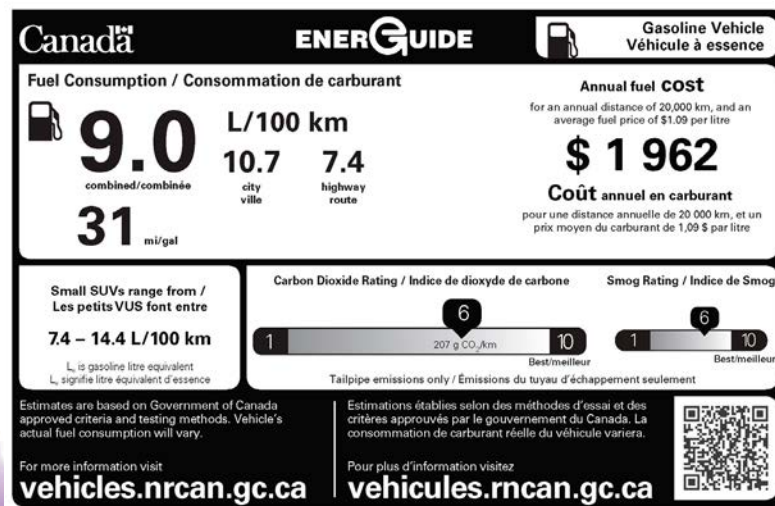 Canada
ENERGUIDE
Gasoline Vehicle
Véhicule à essence
Fuel Consumption / Consommation de carburant
9.0
combined/combinée
L/100 km
10.7 7.4
city highway
ville route
31 mi/gal
Annual fuel cost
for an annual distance of 20,000 km, and an
average fuel price of $1.09 per litre
$ 1 962
Coût annuel en carburant
pour une distance annuelle de 20 000 km, et un
prix moyen du carburant de 1,09 $ par litre
Small SUVs range from /
Les petits VUS font entre
7.4 – 14.4 L/100 km
Lₑ is gasoline litre equivalent
Lₑ signifie litre équivalent d'essence
Carbon Dioxide Rating / Indice de dioxyde de carbone
6
1 207 g CO₂/km 10
Best/meilleur
Smog Rating / Indice de Smog
6
1 10
Best/meilleur
Tailpipe emissions only / Émissions du tuyau d'échappement seulement
Estimates are based on Government of Canada
approved criteria and testing methods. Vehicle's
actual fuel consumption will vary.
For more information visit
vehicles.nrcan.gc.ca
Estimations établies selon des méthodes d'essai et des
critères approuvés par le gouvernement du Canada. La
consommation de carburant réelle du véhicule variera.
Pour plus d'information visitez
vehicules.rncan.gc.ca